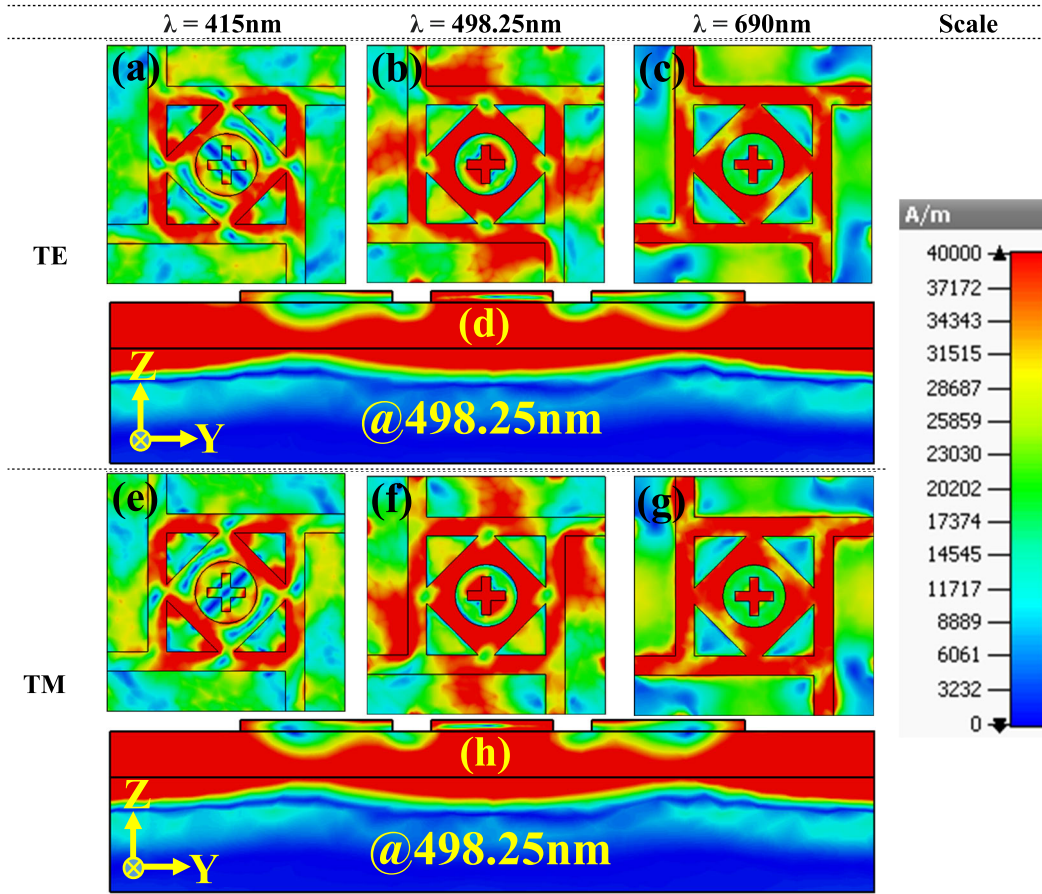 λ = 415nm λ = 498.25nm λ = 690nm Scale
(a) (b) (c)
TE
(d)
Z
Y
@498.25nm
(e) (f) (g)
TM
(h)
Z
Y
@498.25nm
A/m
40000
37172
34343
31515
28687
25859
23030
20202
17374
14545
11717
8889
6061
3232
0